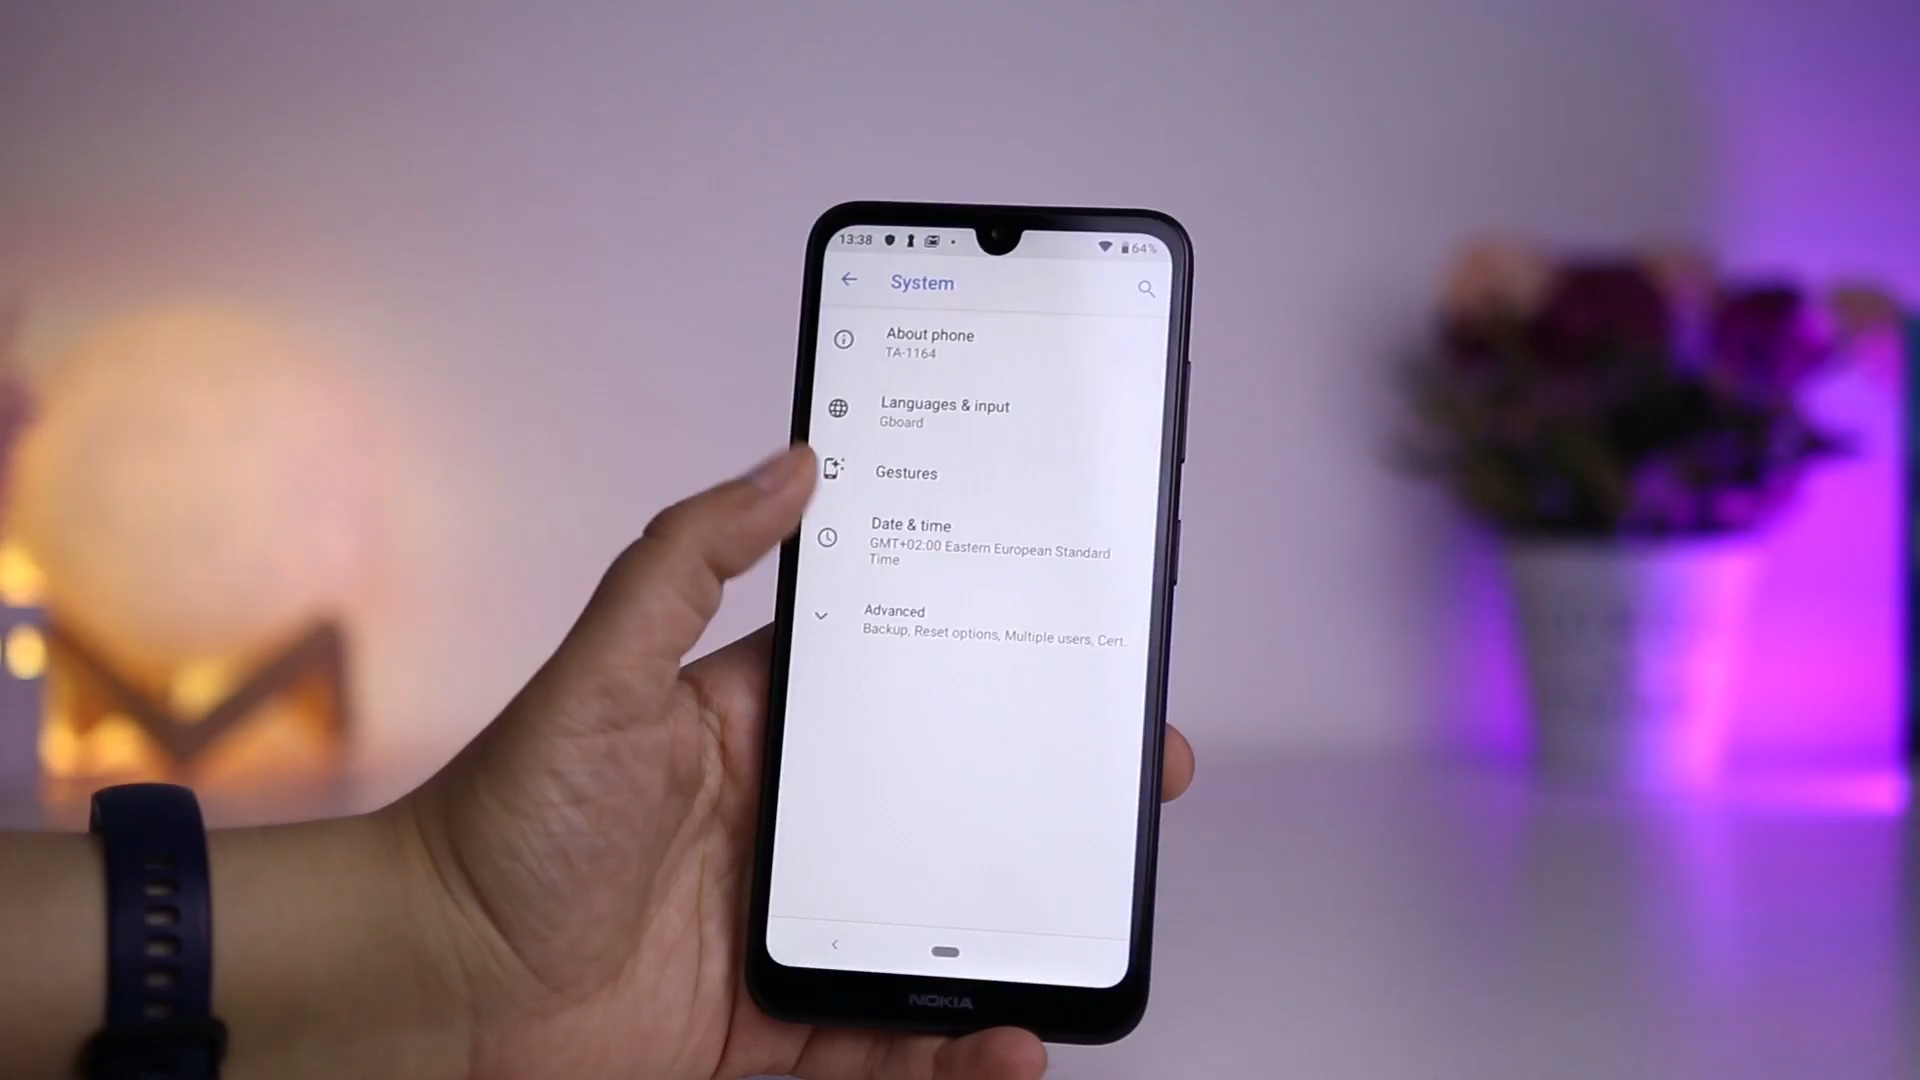 13:38
64%
System
About phone
TA-1164
Languages & input
Gboard
Gestures
Date & time
GMT+02:00 Eastern European Standard
Time
Advanced
Backup, Reset options, Multiple users, Cert..
NOKIA